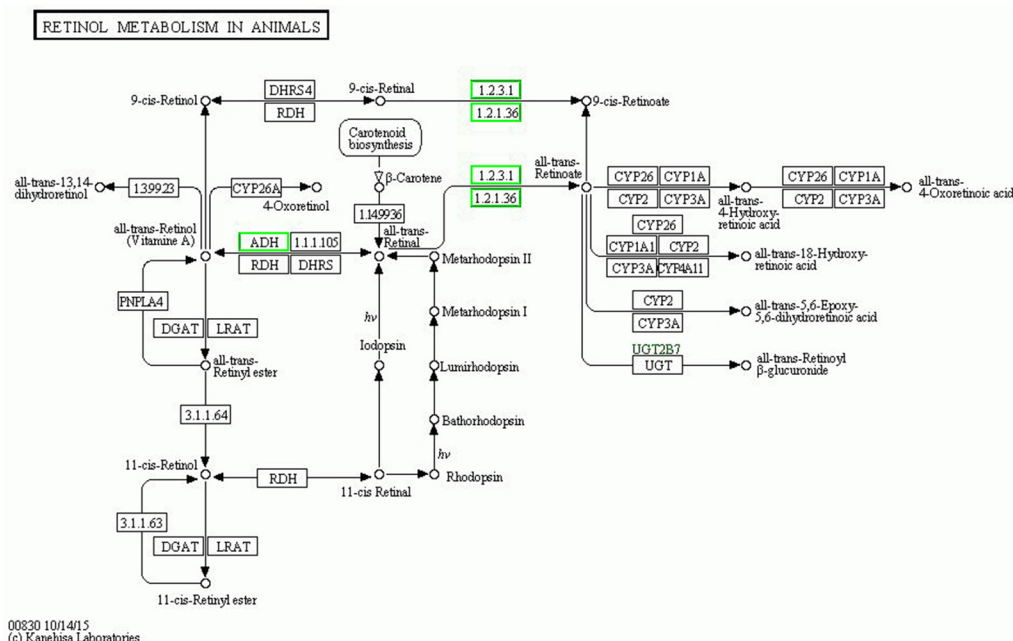 RETINOL METABOLISM IN ANIMALS
9-cis-Retinol
DHRS4
RDH
9-cis-Retinal
1.2.3.1
1.2.1.36
9-cis-Retinoate
Carotenoid
biosynthesis
β-Carotene
1.14.99.36
all-trans-
Retinal
1.2.3.1
1.2.1.36
all-trans-
Retinoate
CYP26
CYP1A
CYP2
CYP3A
all-trans-
4-Hydroxy-
retinoic acid
CYP26
CYP1A
CYP2
CYP3A
all-trans-
4-Oxoretinoic acid
all-trans-13,14-
dihydroretinol
1.3.99.23
CYP26A
4-Oxoretinol
all-trans-Retinol
(Vitamine A)
ADH
1.1.1.105
RDH
DHRS
Metarhodopsin II
CYP26
CYP1A1
CYP2
CYP3A
CYP4A11
all-trans-18-Hydroxy-
retinoic acid
PNPLA4
DGAT
LRAT
hν
Iodopsin
Metarhodopsin I
CYP2
CYP3A
all-trans-5,6-Epoxy-
5,6-dihydroretinoic acid
all-trans-
Retinyl ester
Lumirhodopsin
UGT2B7
UGT
all-trans-Retinoyl
β-glucuronide
3.1.1.64
Bathorhodopsin
hν
11-cis-Retinol
RDH
11-cis Retinal
Rhodopsin
3.1.1.63
DGAT
LRAT
11-cis-Retinyl ester
00830 10/14/15
(c) Kanehisa Laboratories